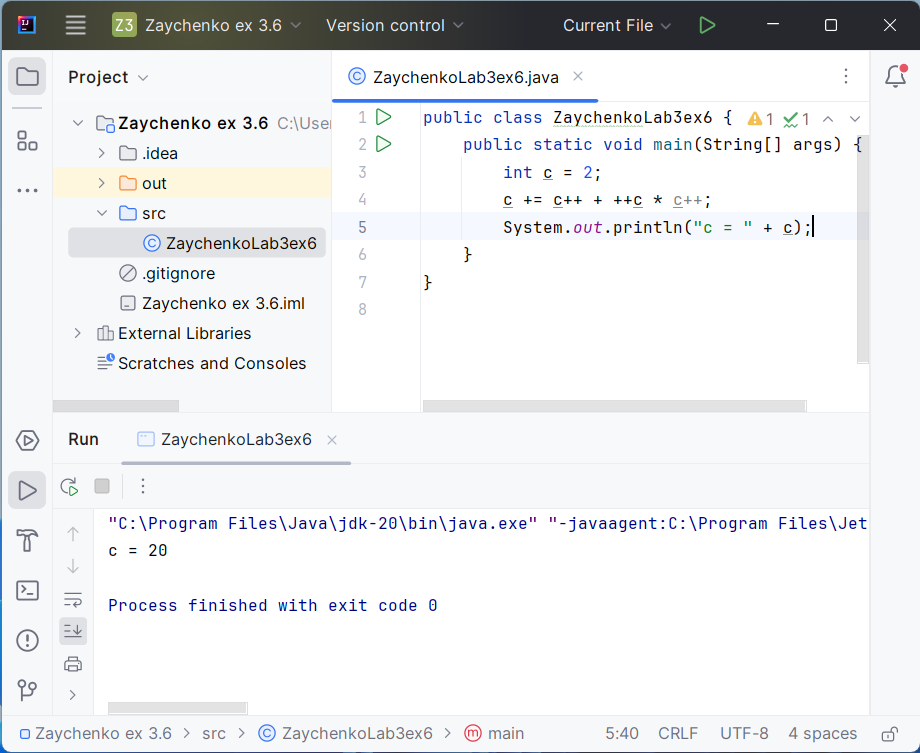 Z3 Zaychenko ex 3.6 Version control Current File
Project
Zaychenko ex 3.6 C:\User
.idea
out
src
ZaychenkoLab3ex6
.gitignore
Zaychenko ex 3.6.iml
External Libraries
Scratches and Consoles
ZaychenkoLab3ex6.java
1 public class ZaychenkoLab3ex6 { 1 1
2 public static void main(String[] args) {
3 int c = 2;
4 c += c++ + ++c * c++;
5 System.out.println("c = " + c);
6 }
7 }
8
Run ZaychenkoLab3ex6
"C:\Program Files\Java\jdk-20\bin\java.exe" "-javaagent:C:\Program Files\Jet
c = 20
Process finished with exit code 0
Zaychenko ex 3.6 > src > ZaychenkoLab3ex6 > main 5:40 CRLF UTF-8 4 spaces